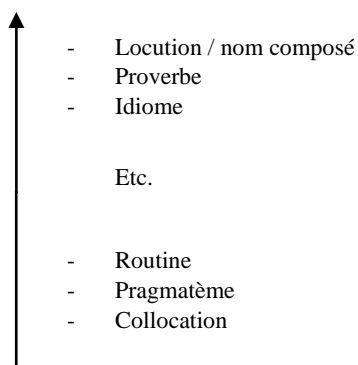 - Locution / nom composé
- Proverbe
- Idiome
Etc.
- Routine
- Pragmatème
- Collocation